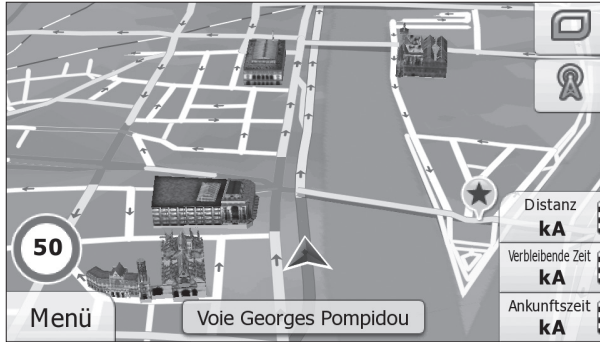 Distanz
kA
50
Verbleibende Zeit
kA
Ankunftszeit
kA
Menü
Voie Georges Pompidou